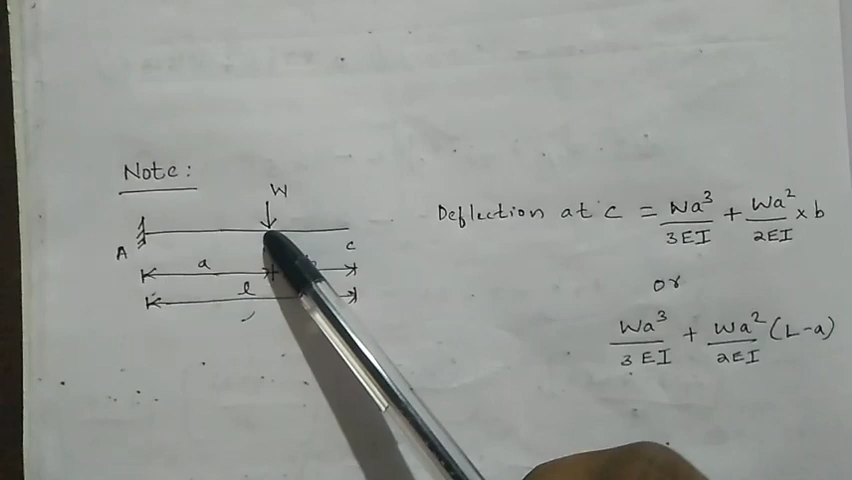 Note:
W
A
C
a
l
Deflection at C = Wa³/3EI + Wa²/2EI × b
or
Wa³/3EI + Wa²/2EI (L-a)